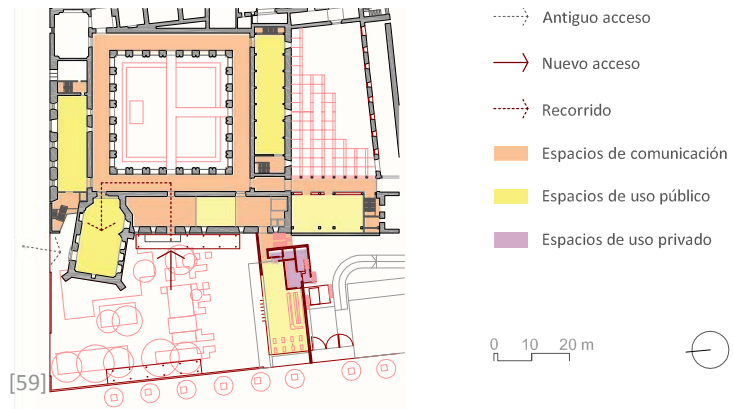 Antiguo acceso
Nuevo acceso
Recorrido
Espacios de comunicación
Espacios de uso público
Espacios de uso privado
0 10 20 m
[59]